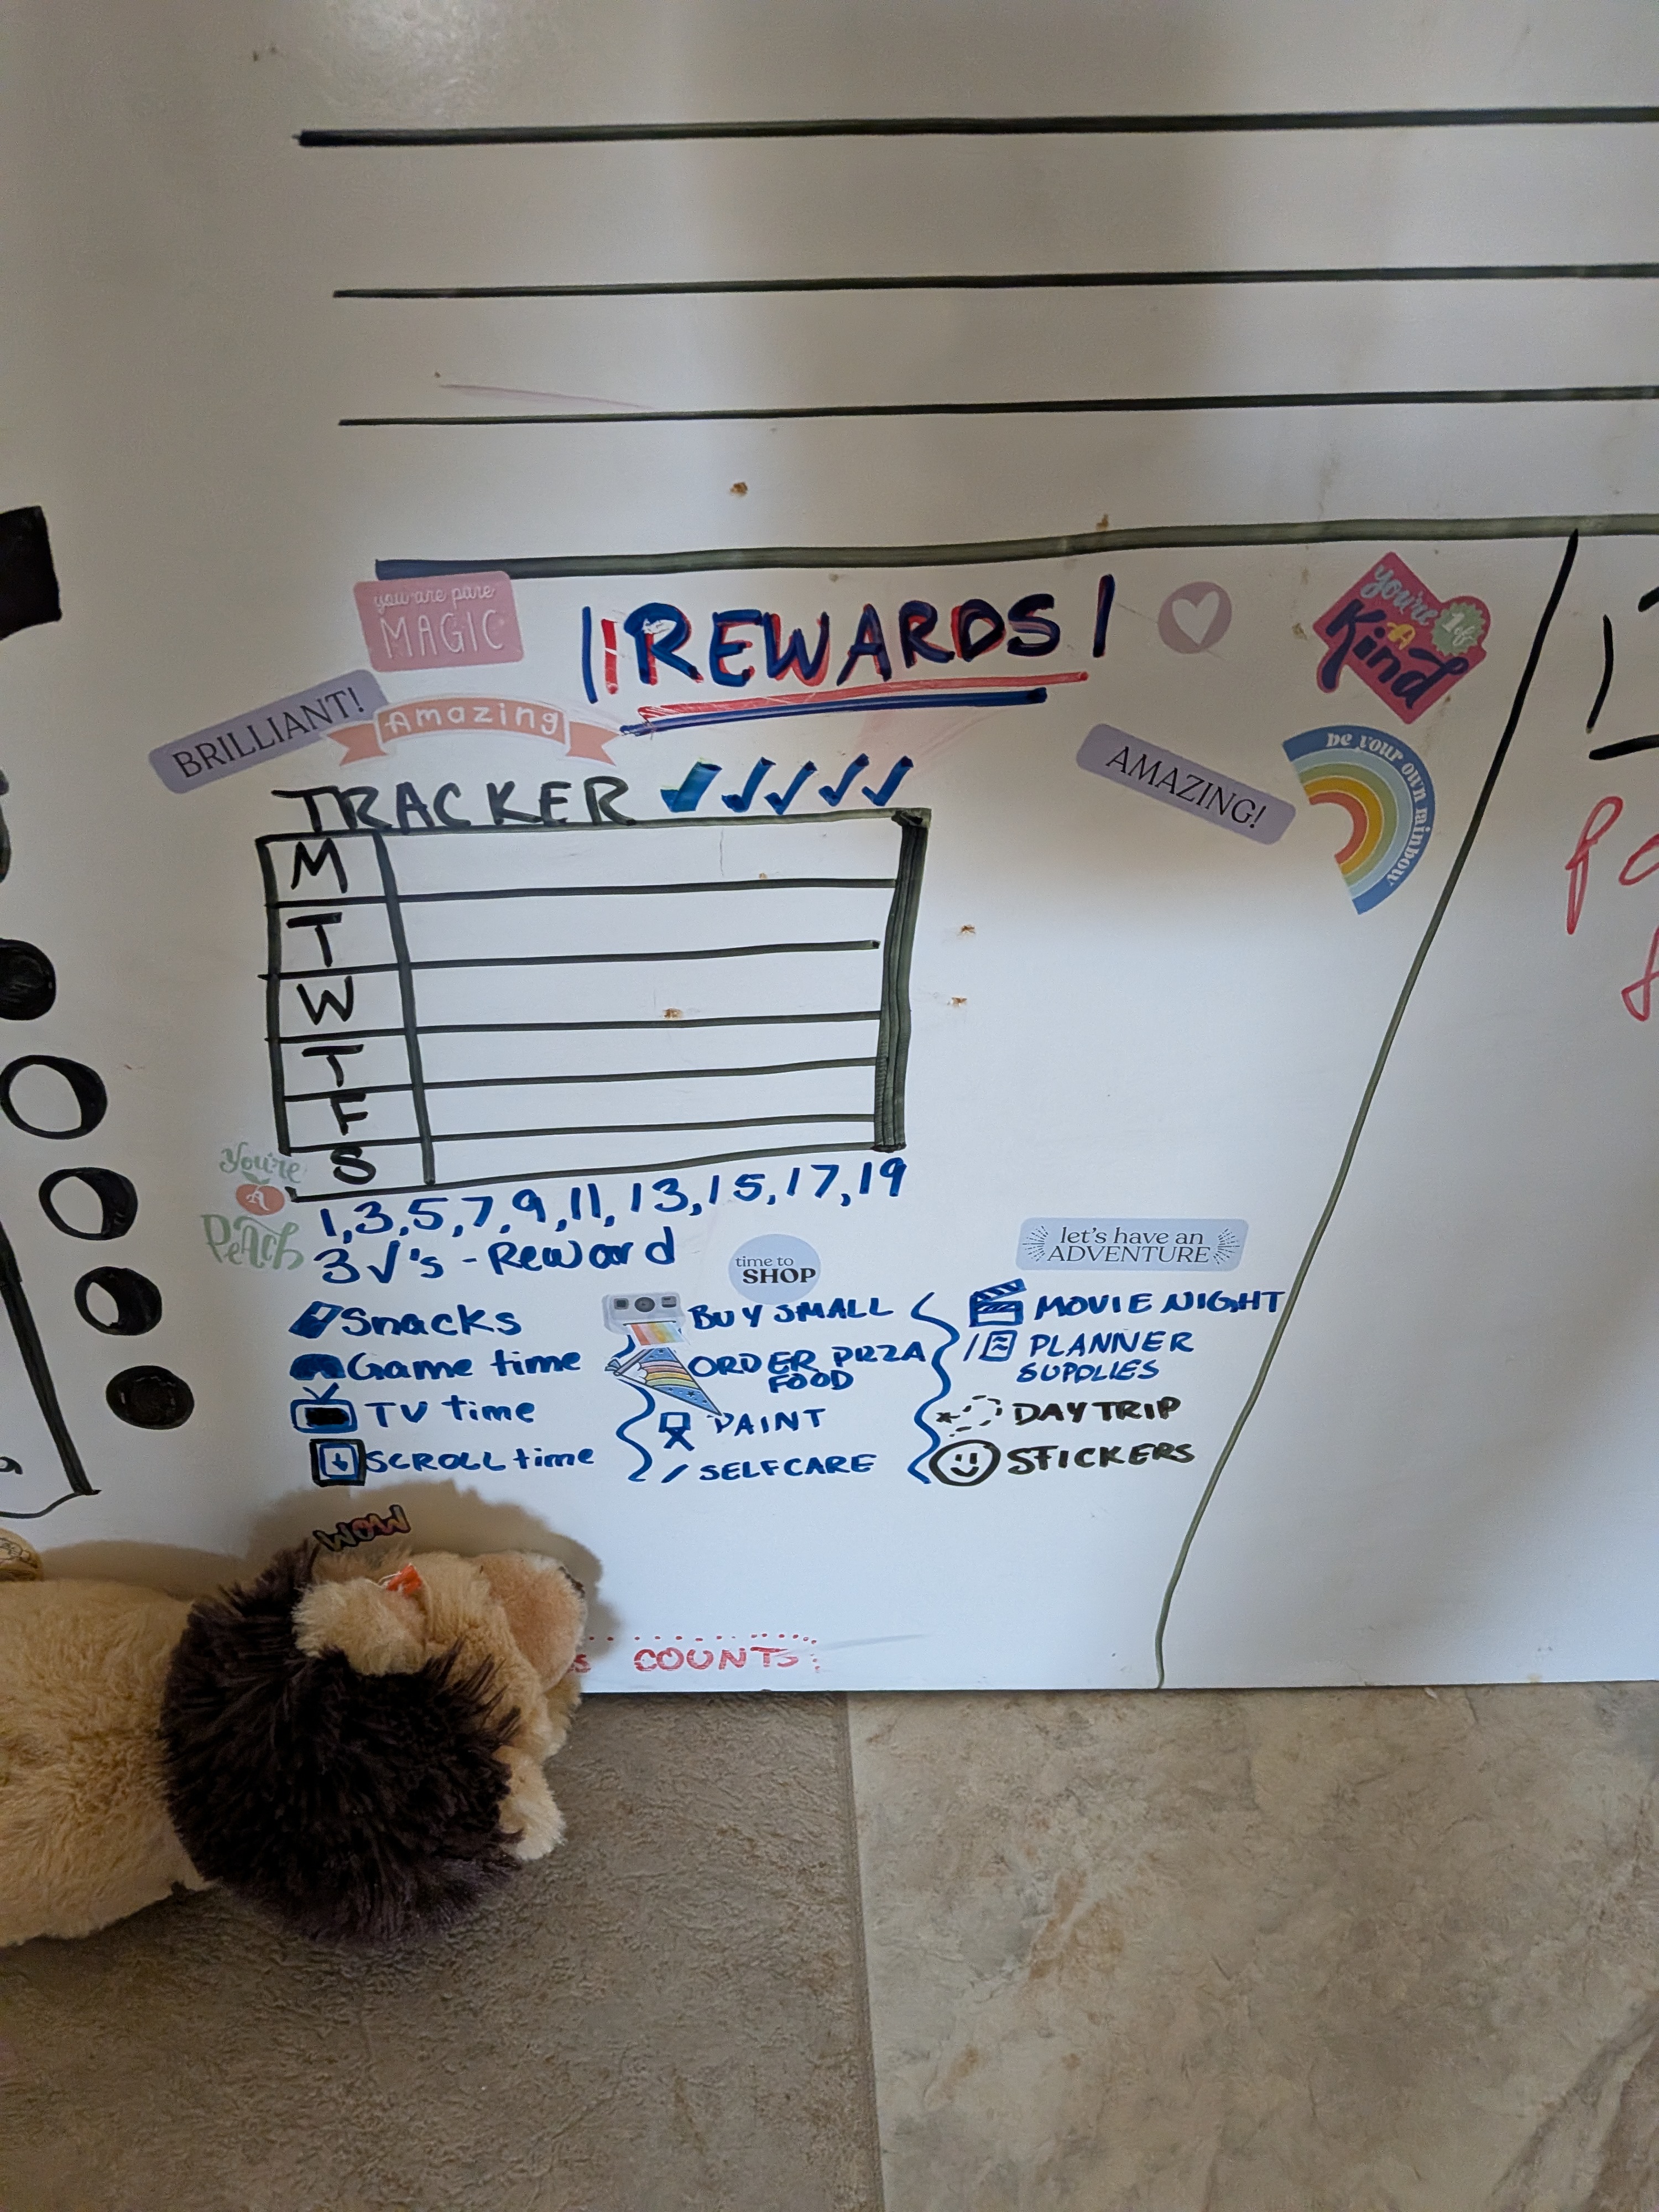 you are pure
MAGIC
REWARDS
you're
1 of
A
Kind
BRILLIANT!
Amazing
AMAZING!
be your own rainbow
TRACKER ✓ ✓ ✓ ✓ ✓
M
T
W
T
F
S
You're
A
PeAch
1,3,5,7,9,11,13,15,17,19
3√'s - Reward
time to
SHOP
let's have an
ADVENTURE
Snacks
Game time
TV time
SCROLL time
BUY SMALL
ORDER PIZZA
FOOD
PAINT
SELFCARE
MOVIE NIGHT
PLANNER
SUPPLIES
DAY TRIP
STICKERS
WOW
COUNTS